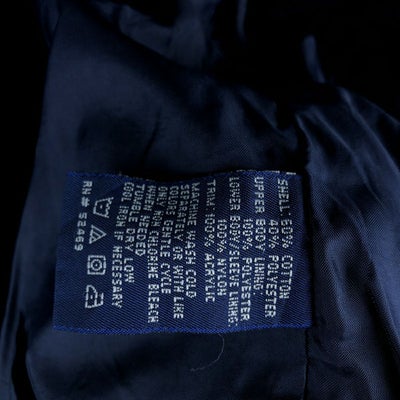 SHELL: 60% COTTON
40% POLYESTER
UPPER BODY LINING:
100% POLYESTER
LOWER BODY/SLEEVE LINING:
100% NYLON
TRIM: 100% ACRYLIC
MACHINE WASH COLD
SEPARATELY OR WITH LIKE
COLORS GENTLE CYCLE
ONLY NON-CHLORINE BLEACH
WHEN NEEDED
TUMBLE DRY LOW
COOL IRON IF NECESSARY
RN# 52469